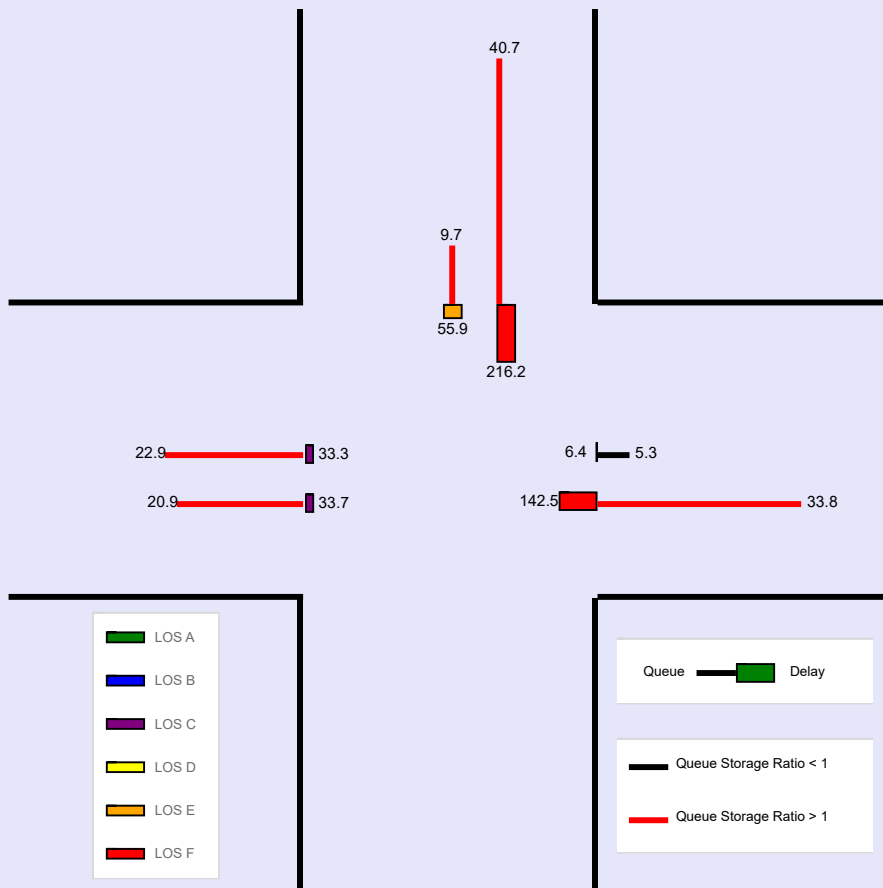 40.7
9.7
55.9
216.2
22.9
33.3
6.4
5.3
20.9
33.7
142.5
33.8
LOS A
LOS B
LOS C
LOS D
LOS E
LOS F
Queue
Delay
Queue Storage Ratio < 1
Queue Storage Ratio > 1